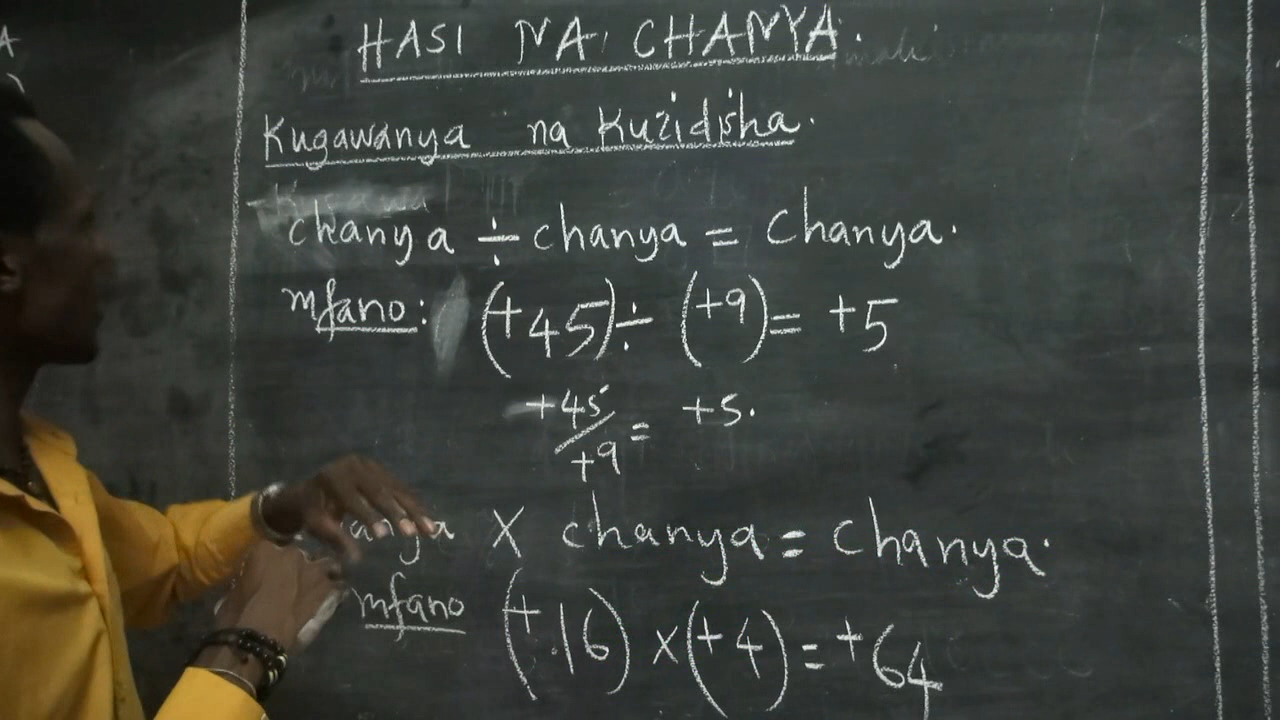 HASI NA CHANYA.
Kugawanya na Kuzidisha.
chanya ÷ chanya = Chanya.
mfano: (+45) ÷ (+9) = +5
+45/+9 = +5.
anya X chanya = Chanya.
mfano (+16) x (+4) = +64